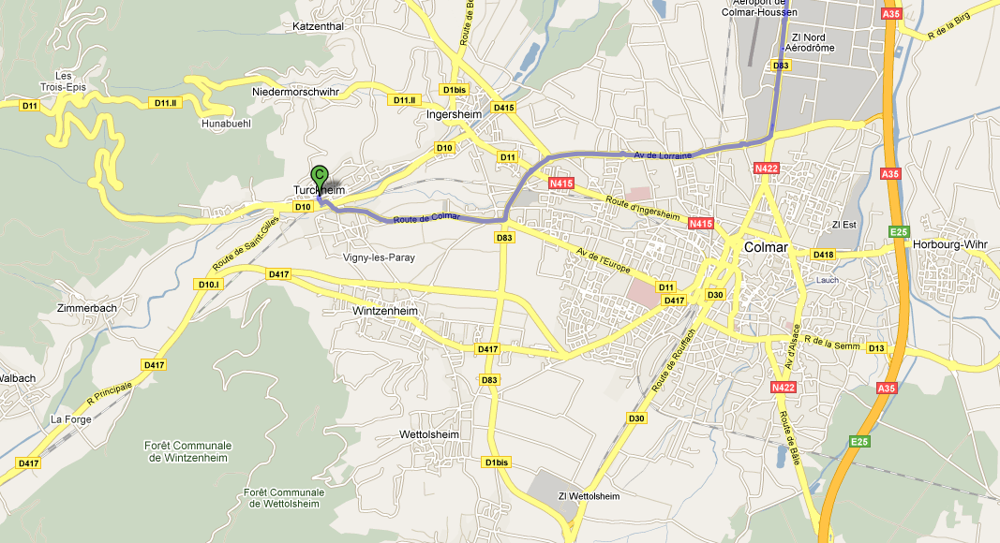 Aéroport de
Colmar-Houssen
A35
R de la Birg
Katzenthal
Route de Be
ZI Nord
Aérodrôme
D83
Les
Trois-Epis
Niedermorschwihr
D11.II
D1bis
D11
D11.II
D415
Hunabuehl
Ingersheim
D10
D11
Av de Lorraine
N422
A35
N415
Turckheim
C
D10
Route de Colmar
Route d'Ingersheim
N415
ZI Est
E25
D83
Route de Saint-Gilles
Vigny-les-Paray
Av de l'Europe
Colmar
D418
Horbourg-Wihr
D417
D10.I
D11
Lauch
D30
D417
Zimmerbach
Wintzenheim
D417
D417
Route de Rouffach
Av d'Alsace
R de la Semm
D13
Walbach
R Principale
D83
N422
A35
La Forge
D30
Route de Bâle
Wettolsheim
E25
Forêt Communale
de Wintzenheim
D417
D1bis
Forêt Communale
de Wettolsheim
ZI Wettolsheim